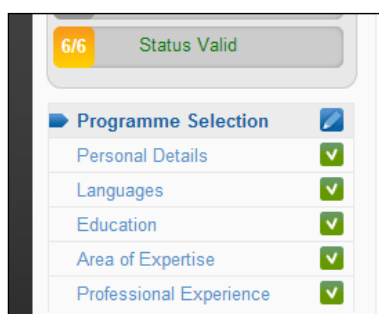 6/6 Status Valid
Programme Selection
Personal Details
Languages
Education
Area of Expertise
Professional Experience